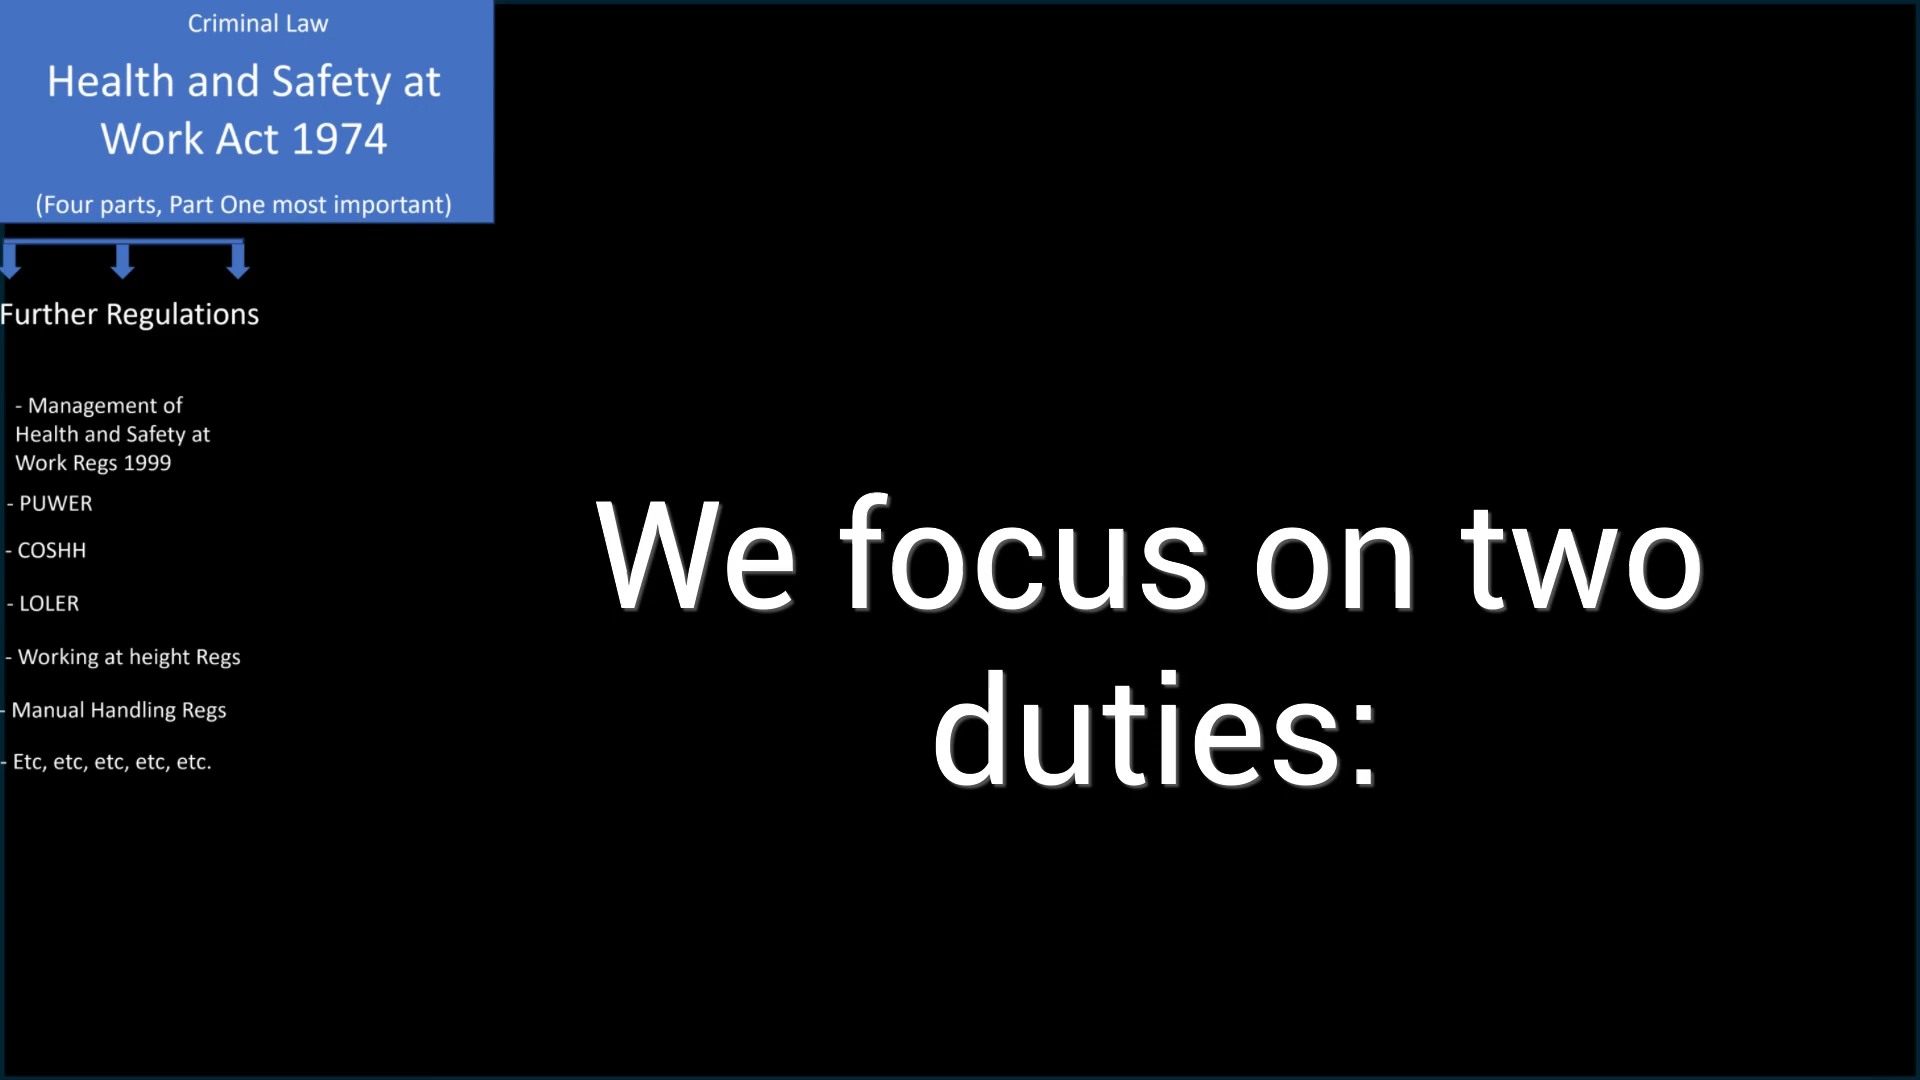 Criminal Law
Health and Safety at
Work Act 1974
(Four parts, Part One most important)
Further Regulations
- Management of
Health and Safety at
Work Regs 1999
- PUWER
- COSHH
- LOLER
- Working at height Regs
- Manual Handling Regs
- Etc, etc, etc, etc, etc.
We focus on two
duties: